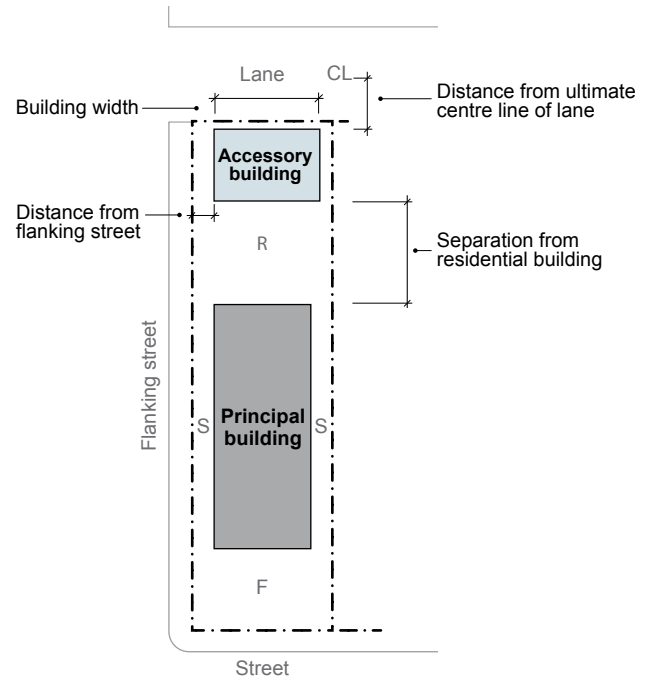 Lane
CL
Distance from ultimate
centre line of lane
Building width
Accessory
building
Distance from
flanking street
R
Separation from
residential building
Flanking street
S
Principal
building
S
F
Street